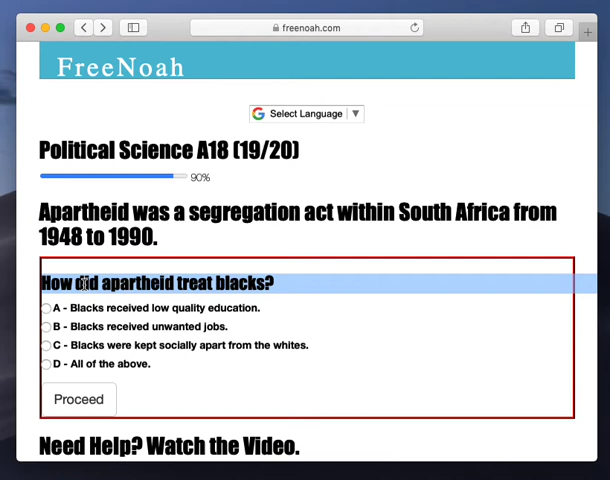 freenoah.com
FreeNoah
Select Language
Political Science A18 (19/20)
90%
Apartheid was a segregation act within South Africa from
1948 to 1990.
How did apartheid treat blacks?
A - Blacks received low quality education.
B - Blacks received unwanted jobs.
C - Blacks were kept socially apart from the whites.
D - All of the above.
Proceed
Need Help? Watch the Video.